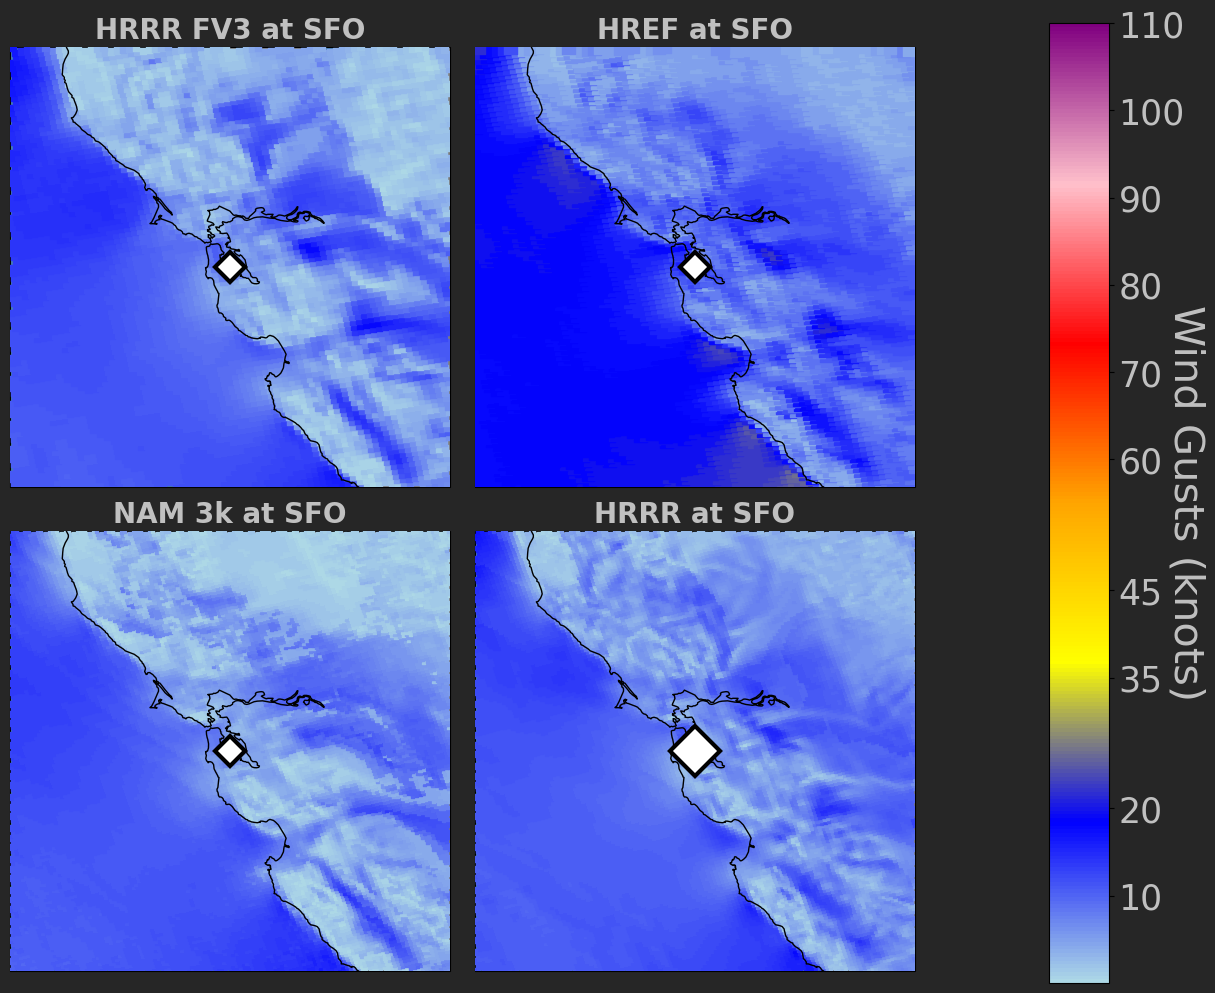 HRRR FV3 at SFO
HREF at SFO
NAM 3k at SFO
HRRR at SFO
110
100
90
80
70
60
45
35
20
10
Wind Gusts (knots)